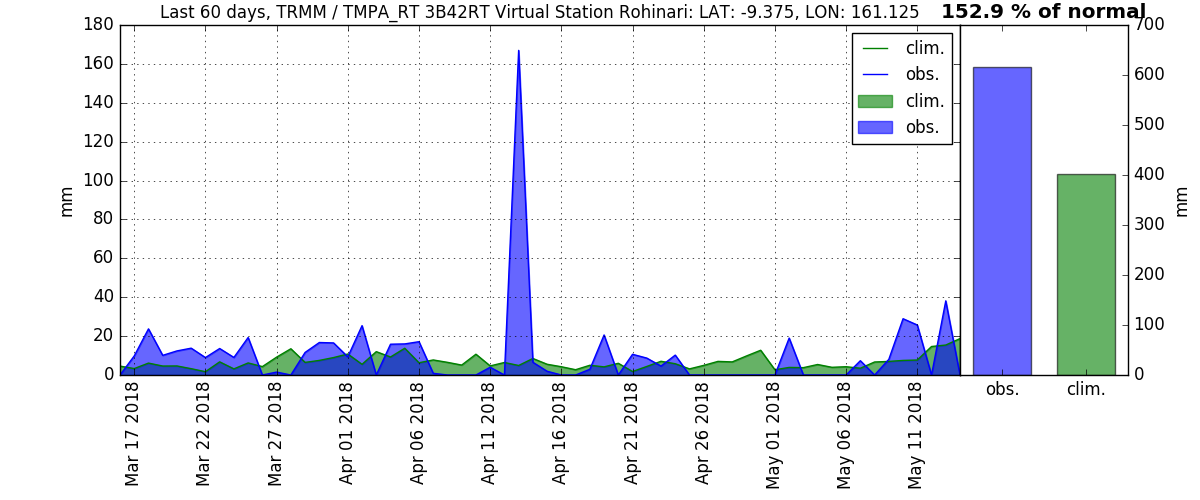 Last 60 days, TRMM / TMPA_RT 3B42RT Virtual Station Rohinari: LAT: -9.375, LON: 161.125
152.9 % of normal
180
160
140
120
100
80
60
40
20
0
mm
clim.
obs.
clim.
obs.
Mar 17 2018
Mar 22 2018
Mar 27 2018
Apr 01 2018
Apr 06 2018
Apr 11 2018
Apr 16 2018
Apr 21 2018
Apr 26 2018
May 01 2018
May 06 2018
May 11 2018
700
600
500
400
300
200
100
0
mm
obs.
clim.